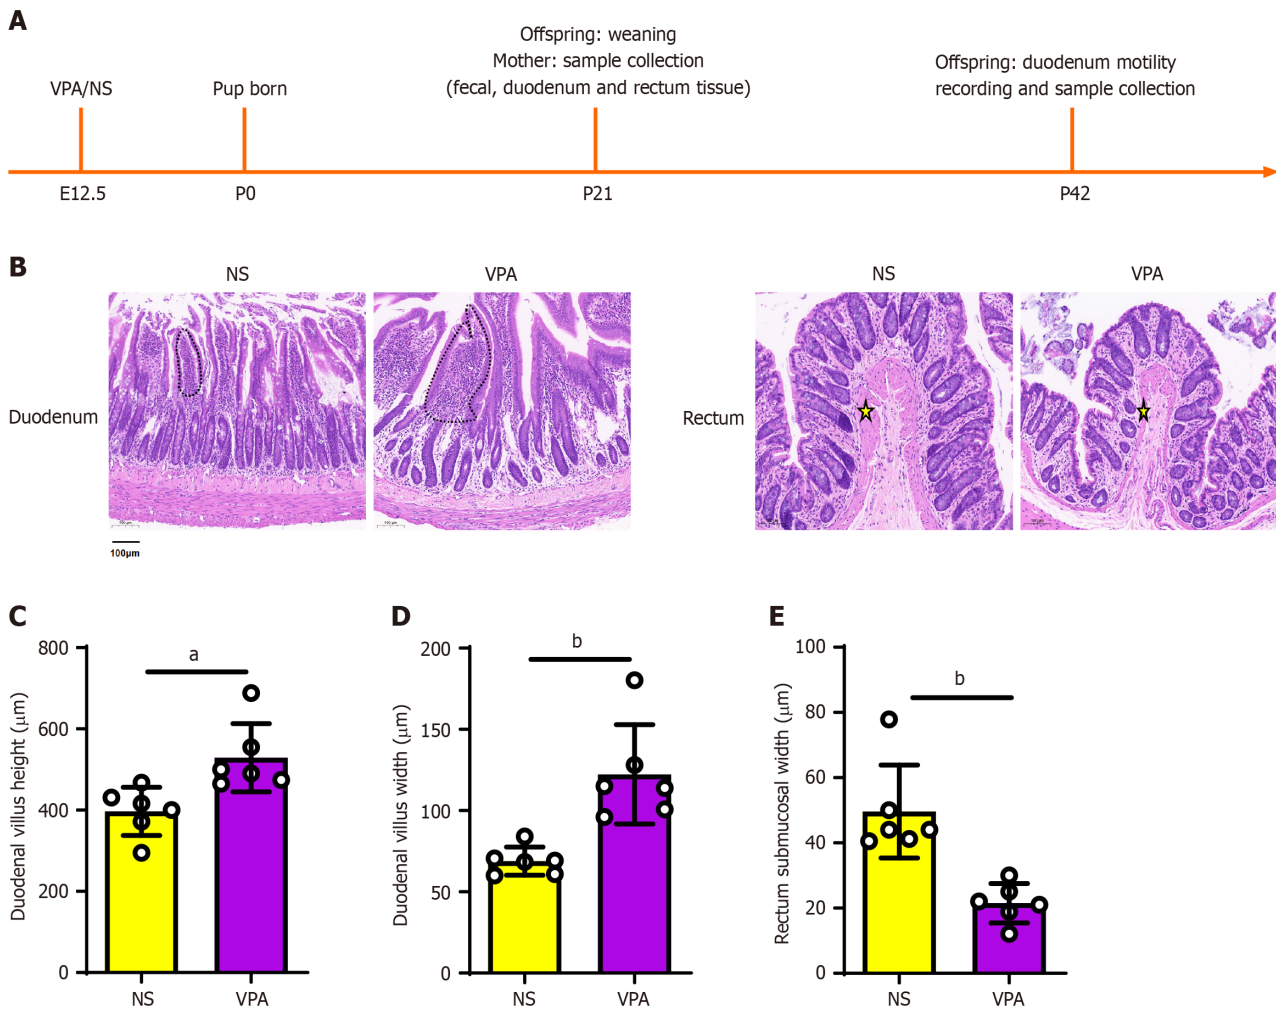 A
Offspring: weaning
Mother: sample collection
(fecal, duodenum and rectum tissue)
Offspring: duodenum motility
recording and sample collection
VPA/NS
Pup born
E12.5
P0
P21
P42
B
NS
VPA
NS
VPA
Duodenum
Rectum
100μm
C
Duodenal villus height (μm)
800
600
400
200
0
a
NS
VPA
D
Duodenal villus width (μm)
200
150
100
50
0
b
NS
VPA
E
Rectum submucosal width (μm)
100
80
60
40
20
0
b
NS
VPA